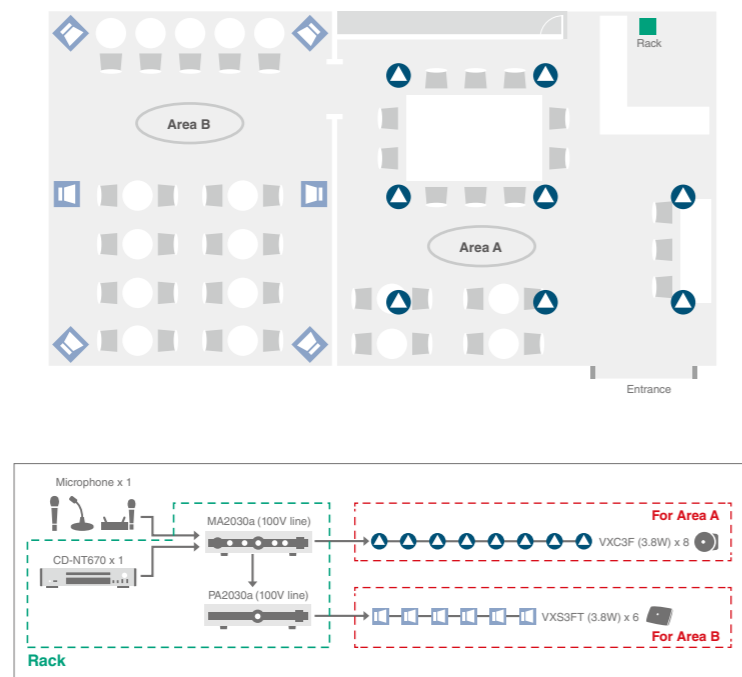 Rack
Area B
Area A
Entrance
Microphone x 1
MA2030a (100V line)
For Area A
VXC3F (3.8W) x 8
CD-NT670 x 1
PA2030a (100V line)
VXS3FT (3.8W) x 6
For Area B
Rack